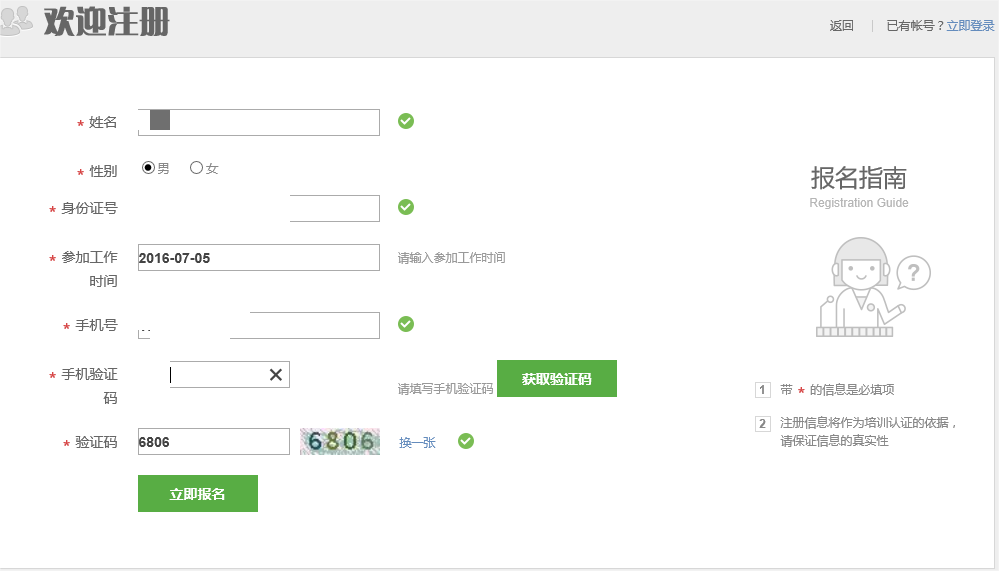 欢迎注册
返回 | 已有帐号？立即登录
* 姓名
* 性别 男 女
* 身份证号
* 参加工作时间 2016-07-05 请输入参加工作时间
* 手机号
* 手机验证码 请填写手机验证码 获取验证码
* 验证码 6806 6806 换一张
立即报名
报名指南
Registration Guide
?
1 带 * 的信息是必填项
2 注册信息将作为培训认证的依据，
请保证信息的真实性